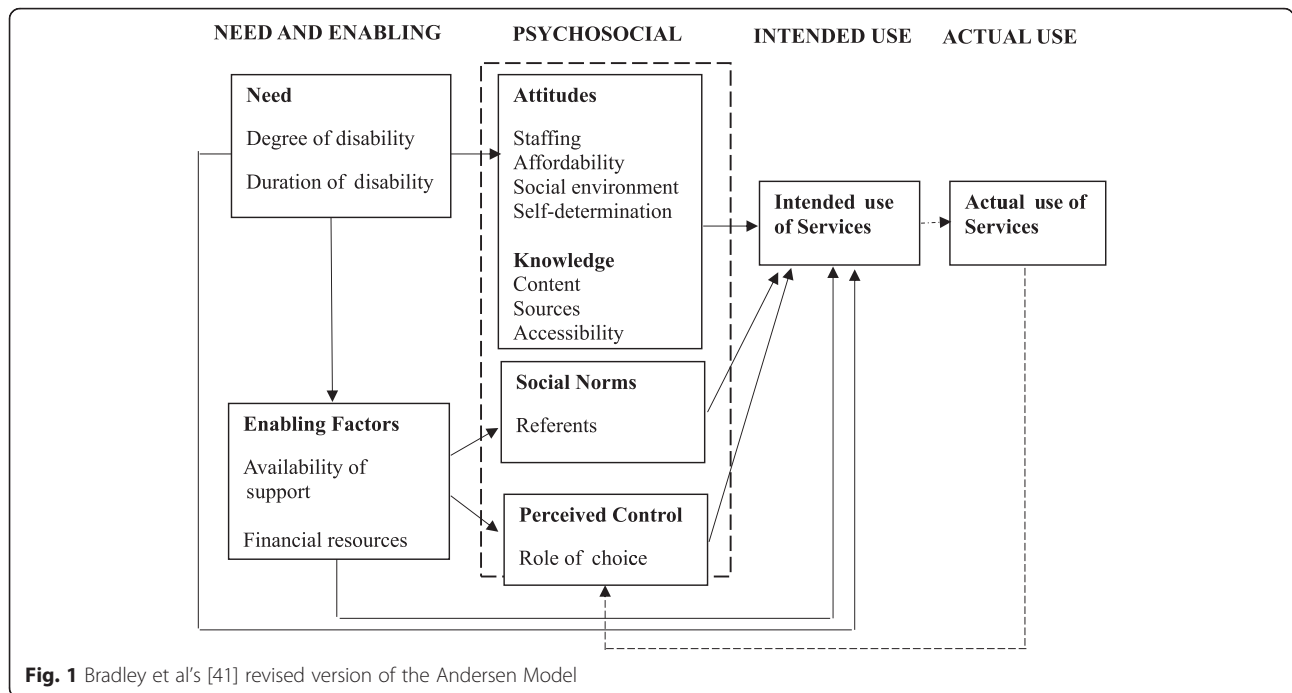 NEED AND ENABLING
PSYCHOSOCIAL
INTENDED USE
ACTUAL USE
Need
Degree of disability
Duration of disability
Enabling Factors
Availability of
support
Financial resources
Attitudes
Staffing
Affordability
Social environment
Self-determination
Knowledge
Content
Sources
Accessibility
Social Norms
Referents
Perceived Control
Role of choice
Intended use
of Services
Actual use of
Services
Fig. 1 Bradley et al's [41] revised version of the Andersen Model